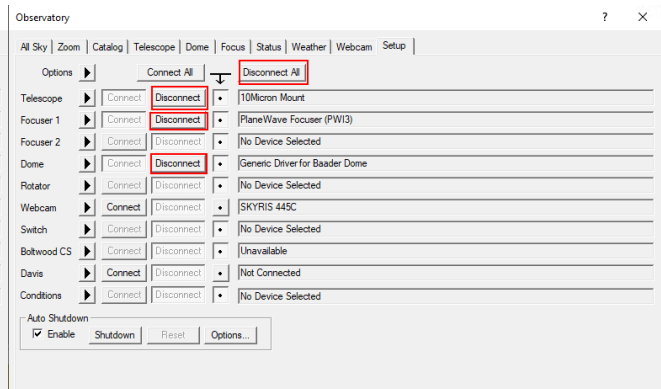 Observatory ? ×
All Sky Zoom Catalog Telescope Dome Focus Status Weather Webcam Setup
Options Connect All Disconnect All
Telescope Connect Disconnect 10Micron Mount
Focuser 1 Connect Disconnect PlaneWave Focuser (PWI3)
Focuser 2 Connect Disconnect No Device Selected
Dome Connect Disconnect Generic Driver for Baader Dome
Rotator Connect Disconnect No Device Selected
Webcam Connect Disconnect SKYRIS 445C
Switch Connect Disconnect No Device Selected
Boltwood CS Connect Disconnect Unavailable
Davis Connect Disconnect Not Connected
Conditions Connect Disconnect No Device Selected
Auto Shutdown
Enable Shutdown Reset Options...